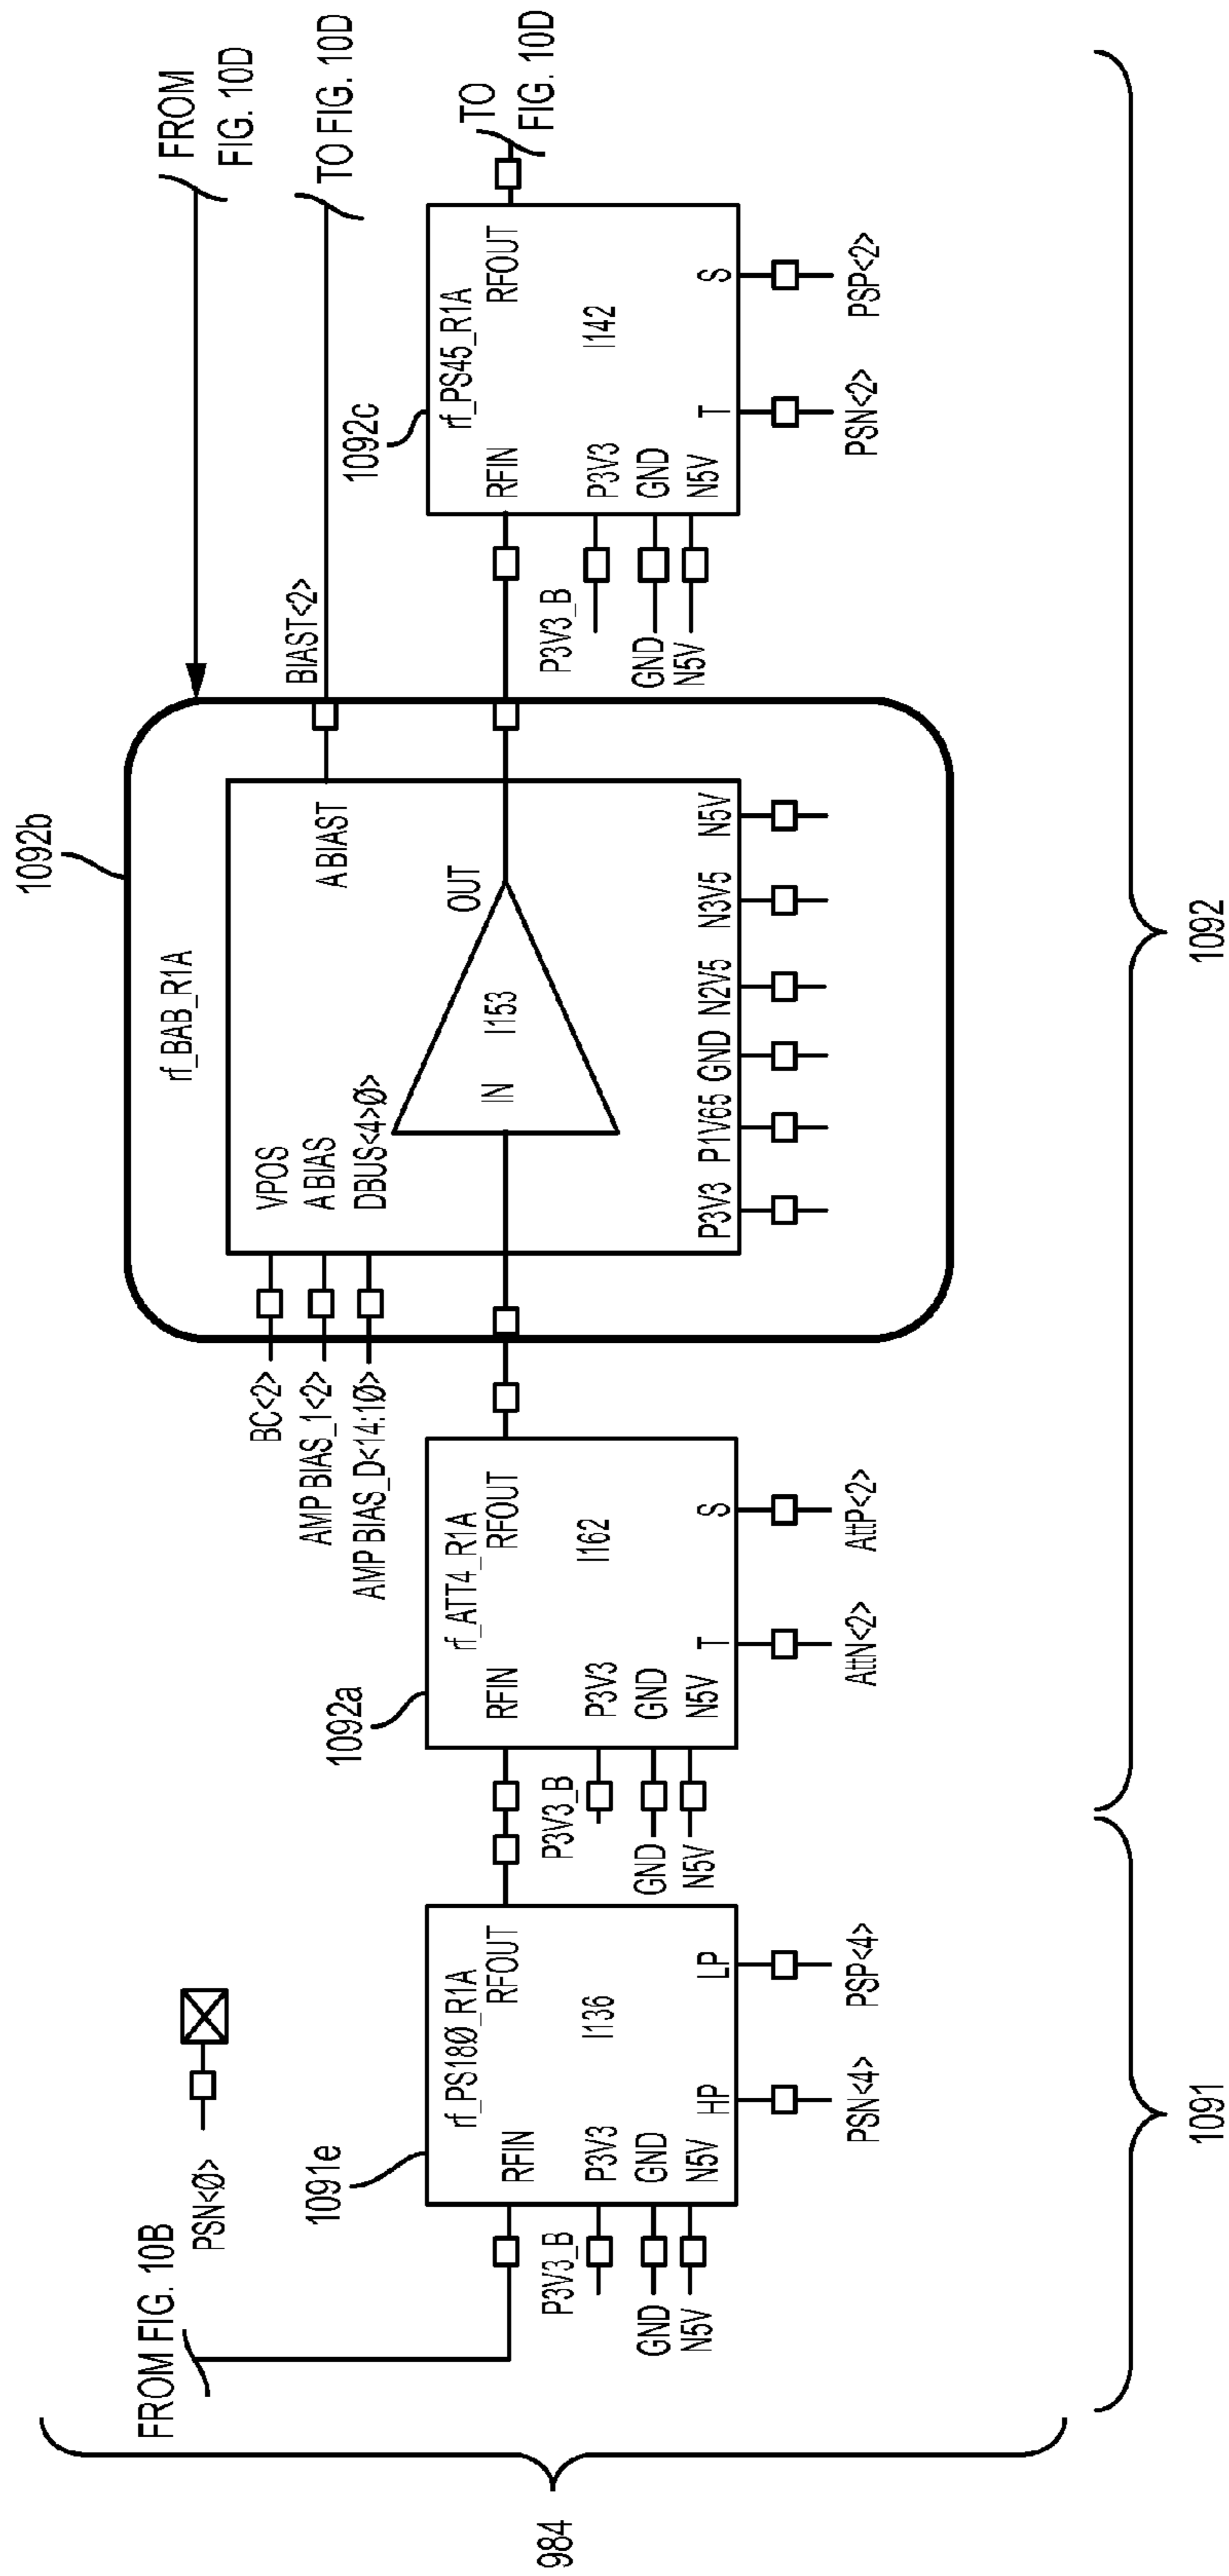 FROM FIG. 10B
PSN<Ø>
984
1091e
rf_PS18Ø_R1A
RFIN
RFOUT
P3V3_B
P3V3
I136
GND
GND
N5V
N5V
HP
LP
PSN<4>
PSP<4>
1091
1092a
rf_ATT4_R1A
RFIN
RFOUT
P3V3_B
P3V3
I162
GND
GND
N5V
N5V
T
S
AttN<2>
AttP<2>
1092b
rf_BAB_R1A
BC<2>
VPOS
AMP BIAS_1<2>
ABIAS
AMP BIAS_D<14:1Ø>
DBUS<4>Ø>
ABIAST
BIAST<2>
IN
I153
OUT
P3V3
P1V65
GND
N2V5
N3V5
N5V
FROM
FIG. 10D
TO FIG. 10D
1092c
rf_PS45_R1A
RFIN
RFOUT
P3V3_B
P3V3
I142
GND
GND
N5V
N5V
T
S
PSN<2>
PSP<2>
TO
FIG. 10D
1092